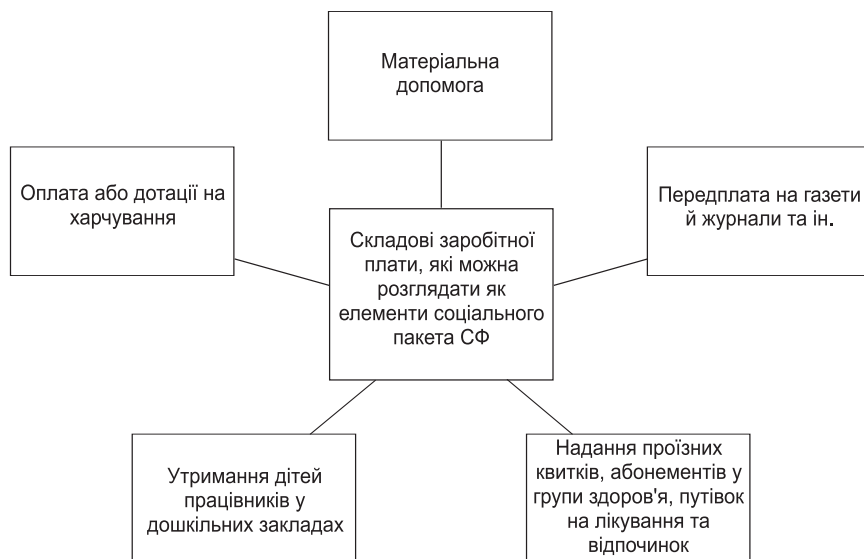 Матеріальна
допомога
Оплата або дотації на
харчування
Передплата на газети
й журнали та ін.
Складові заробітної
плати, які можна
розглядати як
елементи соціального
пакета СФ
Утримання дітей
працівників у
дошкільних закладах
Надання проїзних
квитків, абонементів у
групи здоров'я, путівок
на лікування та
відпочинок